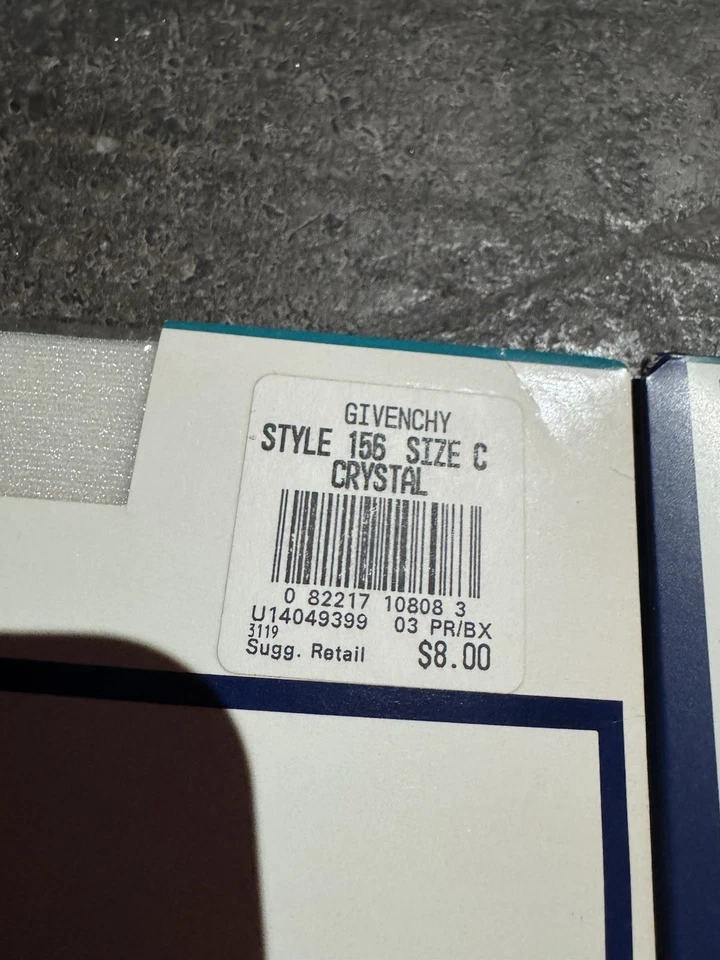 GIVENCHY
STYLE 156 SIZE C
CRYSTAL
0 82217 10808 3
U14049399 03 PR/BX
3119
Sugg. Retail $8.00